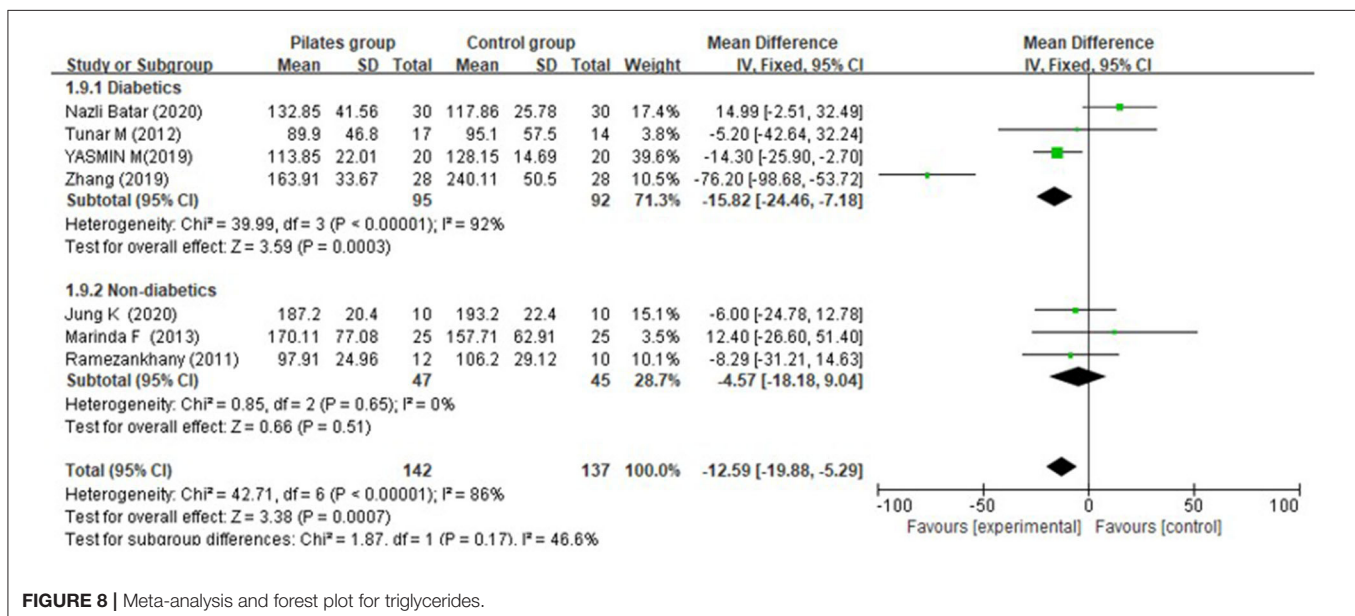 Pilates group Control group Mean Difference Mean Difference
Study or Subgroup Mean SD Total Mean SD Total Weight IV, Fixed, 95% CI IV, Fixed, 95% CI
1.9.1 Diabetics
Nazli Batar (2020) 132.85 41.56 30 117.86 25.78 30 17.4% 14.99 [-2.51, 32.49]
Tunar M (2012) 89.9 46.8 17 95.1 57.5 14 3.8% -5.20 [-42.64, 32.24]
YASMIN M(2019) 113.85 22.01 20 128.15 14.69 20 39.6% -14.30 [-25.90, -2.70]
Zhang (2019) 163.91 33.67 28 240.11 50.5 28 10.5% -76.20 [-98.68, -53.72]
Subtotal (95% CI) 95 92 71.3% -15.82 [-24.46, -7.18]
Heterogeneity: Chi² = 39.99, df = 3 (P < 0.00001); I² = 92%
Test for overall effect: Z = 3.59 (P = 0.0003)
1.9.2 Non-diabetics
Jung K (2020) 187.2 20.4 10 193.2 22.4 10 15.1% -6.00 [-24.78, 12.78]
Marinda F (2013) 170.11 77.08 25 157.71 62.91 25 3.5% 12.40 [-26.60, 51.40]
Ramezankhany (2011) 97.91 24.96 12 106.2 29.12 10 10.1% -8.29 [-31.21, 14.63]
Subtotal (95% CI) 47 45 28.7% -4.57 [-18.18, 9.04]
Heterogeneity: Chi² = 0.85, df = 2 (P = 0.65); I² = 0%
Test for overall effect: Z = 0.66 (P = 0.51)
Total (95% CI) 142 137 100.0% -12.59 [-19.88, -5.29]
Heterogeneity: Chi² = 42.71, df = 6 (P < 0.00001); I² = 86%
Test for overall effect: Z = 3.38 (P = 0.0007)
Test for subgroup differences: Chi² = 1.87, df = 1 (P = 0.17), I² = 46.6%
-100 -50 0 50 100
Favours [experimental] Favours [control]
FIGURE 8 | Meta-analysis and forest plot for triglycerides.